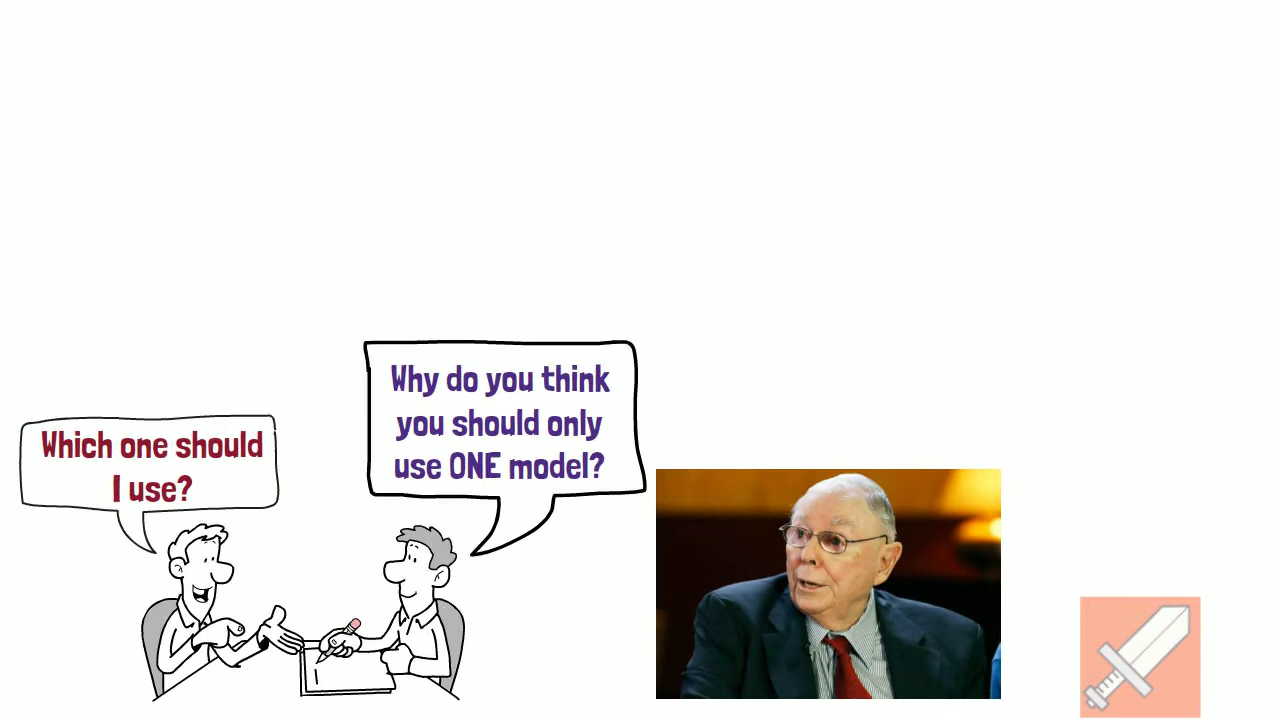 Which one should
I use?
Why do you think
you should only
use ONE model?